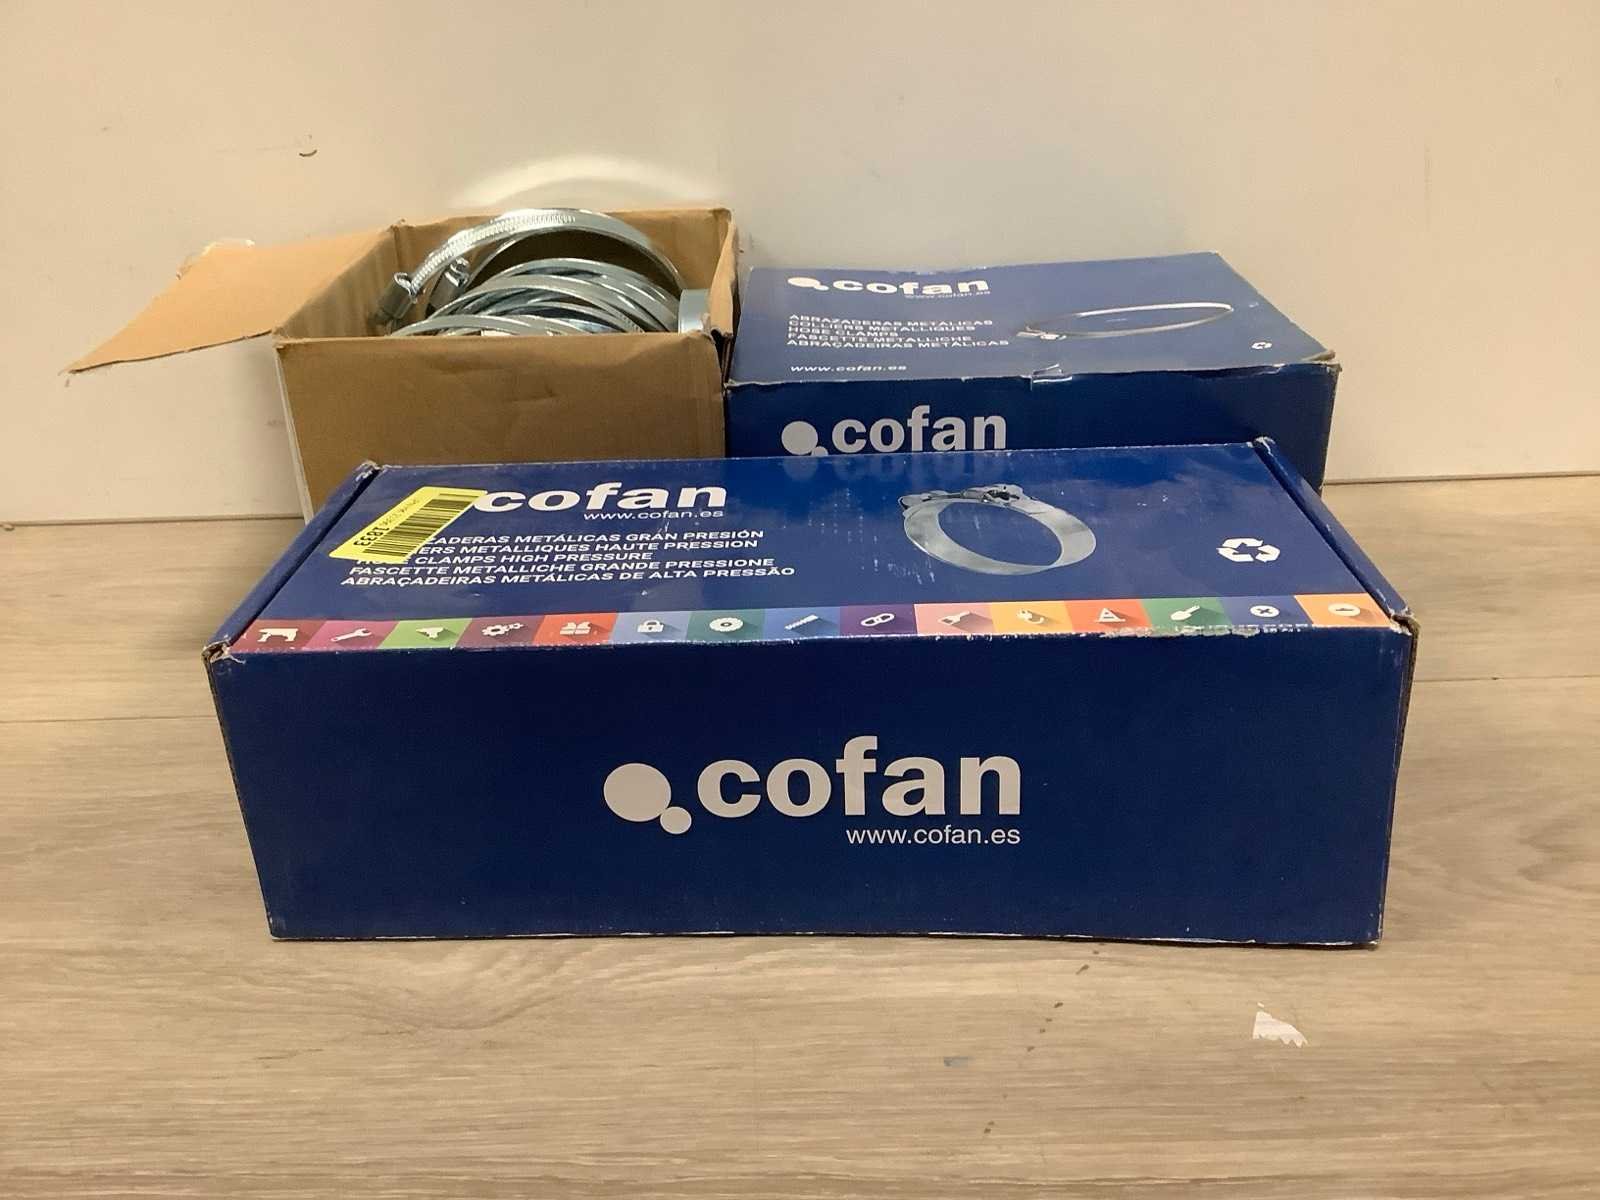 cofan
www.cofan.es
ABRAZADERAS METÁLICAS
COLLIERS METALLIQUES
HOSE CLAMPS
FASCETTE METALLICHE
ABRAÇADEIRAS METÁLICAS
www.cofan.es
cofan
cofan
www.cofan.es
1833
METÁLICAS GRAN PRESIÓN
METALLIQUES HAUTE PRESSION
CLAMPS HIGH PRESSURE
FASCETTE METALLICHE GRANDE PRESSIONE
ABRAÇADEIRAS METÁLICAS DE ALTA PRESSÃO
cofan
www.cofan.es